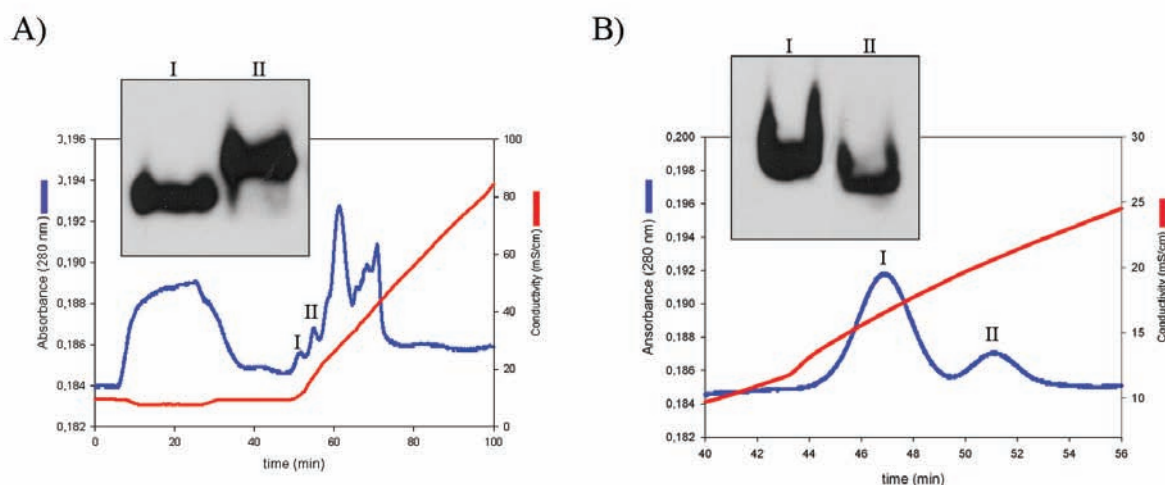 A)
I II
0,196
0,194
0,192
0,190
0,188
0,186
0,184
0,182
Absorbance (280 nm)
I
II
0 20 40 60 80 100
time (min)
100
80
60
40
20
0
Conductivity (mS/cm)
B)
I II
0,200
0,198
0,196
0,194
0,192
0,190
0,188
0,186
0,184
0,182
Ansorbance (280 nm)
I
II
40 42 44 46 48 50 52 54 56
time (min)
30
25
20
15
10
Conductivity (mS/cm)